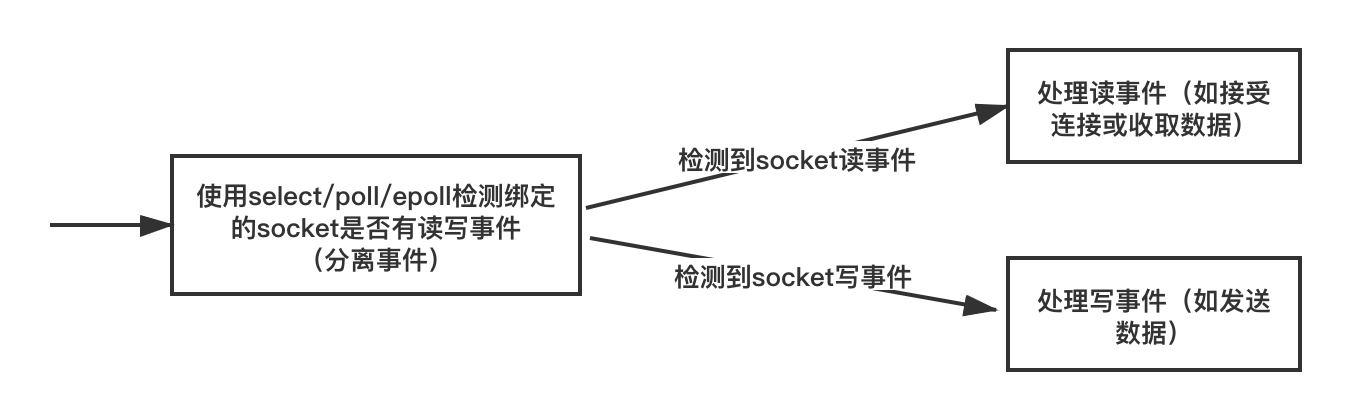 使用select/poll/epoll检测绑定
的socket是否有读写事件
（分离事件）
检测到socket读事件
处理读事件（如接受
连接或收取数据）
检测到socket写事件
处理写事件（如发送
数据）